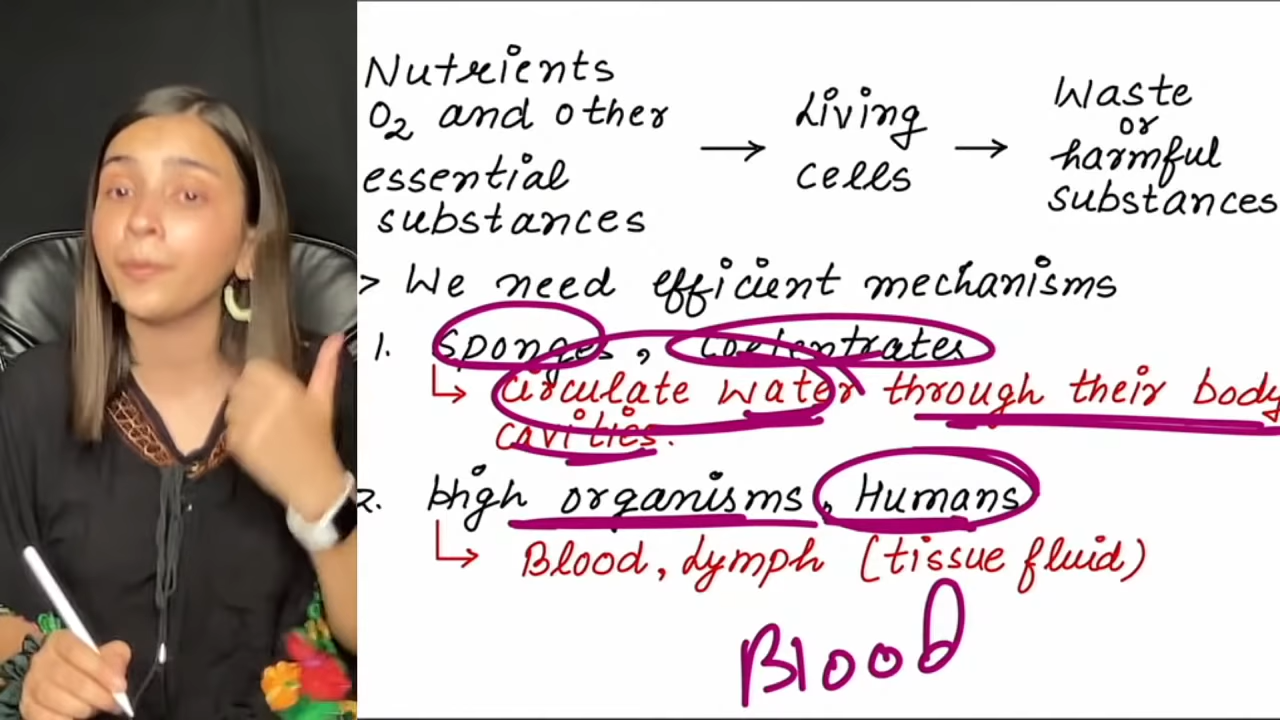 Nutrients
O2 and other
essential
substances
→ Living
cells →
Waste
or
harmful
substances
> We need efficient mechanisms
1. Sponges, Coelentrates
↳ Circulate water through their body
cavities.
2. High organisms, Humans
↳ Blood, Lymph (tissue fluid)
Blood